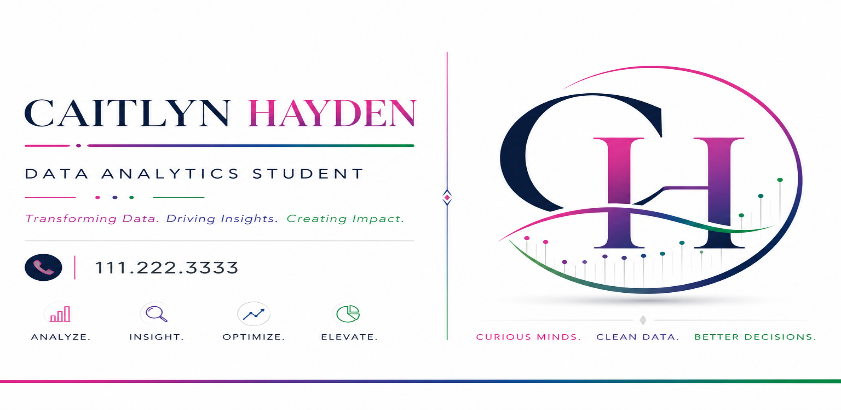 CAITLYN HAYDEN
DATA ANALYTICS STUDENT
Transforming Data. Driving Insights. Creating Impact.
111.222.3333
ANALYZE. INSIGHT. OPTIMIZE. ELEVATE.
CH
CURIOUS MINDS. CLEAN DATA. BETTER DECISIONS.